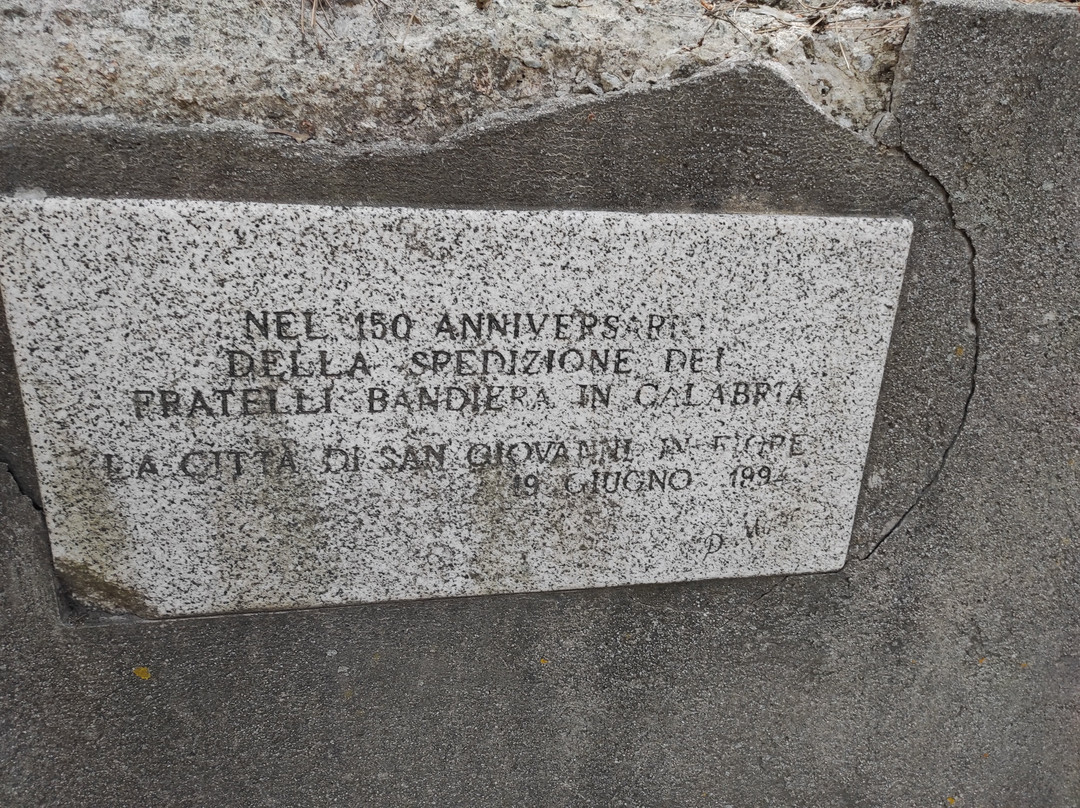 NEL 150 ANNIVERSARIO
DELLA SPEDIZIONE DEI
FRATELLI BANDIERA IN CALABRIA
LA CITTÀ DI SAN GIOVANNI IN FIORE
19 GIUGNO 1994